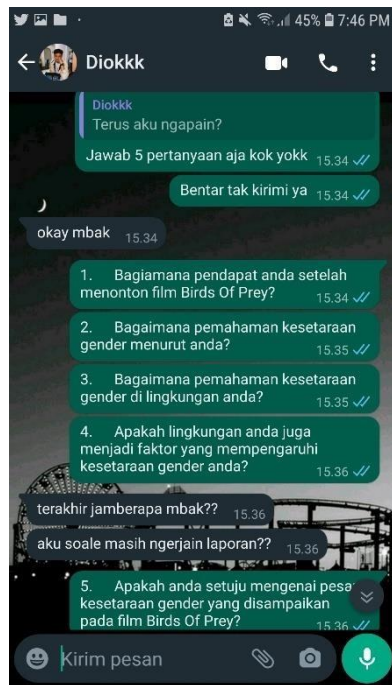 45% 7:46 PM
Diokkk
Diokkk
Terus aku ngapain?
Jawab 5 pertanyaan aja kok yokk 15.34
Bentar tak kirimi ya 15.34
okay mbak 15.34
1. Bagiamana pendapat anda setelah
menonton film Birds Of Prey? 15.34
2. Bagaimana pemahaman kesetaraan
gender menurut anda? 15.35
3. Bagaimana pemahaman kesetaraan
gender di lingkungan anda? 15.35
4. Apakah lingkungan anda juga
menjadi faktor yang mempengaruhi
kesetaraan gender anda? 15.36
terakhir jamberapa mbak?? 15.36
aku soale masih ngerjain laporan?? 15.36
5. Apakah anda setuju mengenai pesa
kesetaraan gender yang disampaikan
pada film Birds Of Prey? 15.36
Kirim pesan